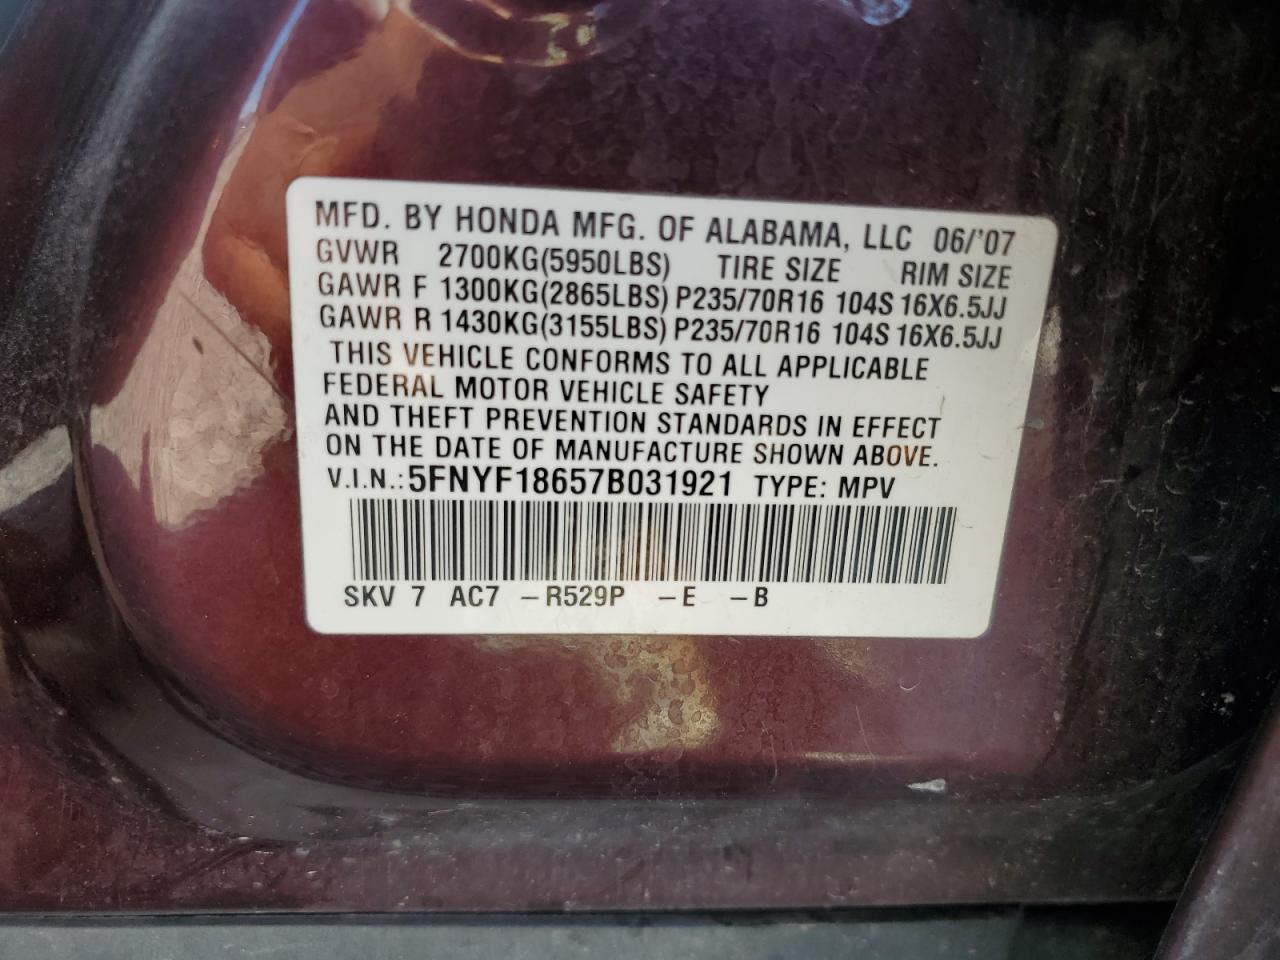 MFD. BY HONDA MFG. OF ALABAMA, LLC 06/'07
GVWR 2700KG(5950LBS) TIRE SIZE RIM SIZE
GAWR F 1300KG(2865LBS) P235/70R16 104S 16X6.5JJ
GAWR R 1430KG(3155LBS) P235/70R16 104S 16X6.5JJ
THIS VEHICLE CONFORMS TO ALL APPLICABLE
FEDERAL MOTOR VEHICLE SAFETY
AND THEFT PREVENTION STANDARDS IN EFFECT
ON THE DATE OF MANUFACTURE SHOWN ABOVE.
V.I.N.: 5FNYF18657B031921 TYPE: MPV
SKV 7 AC7 -R529P -E -B